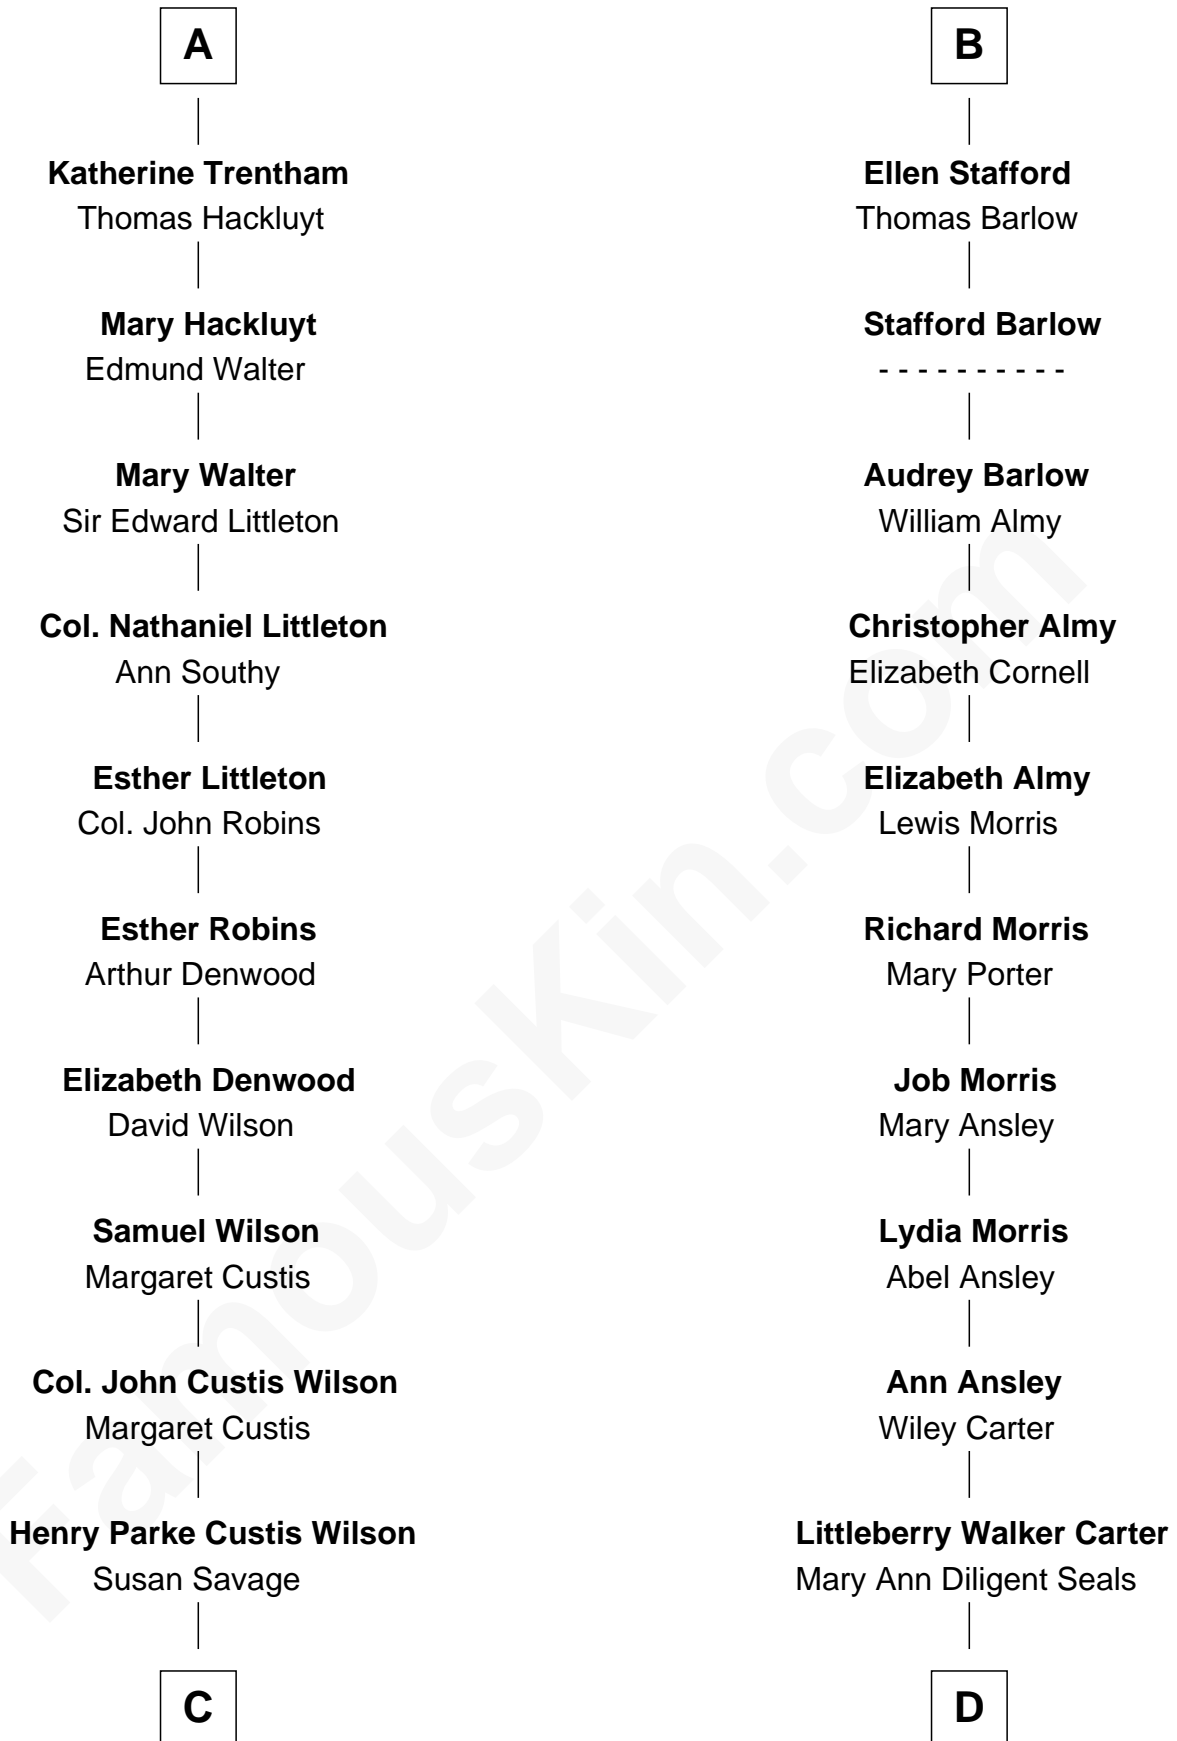 A
Katherine Trentham
Thomas Hackluyt
Mary Hackluyt
Edmund Walter
Mary Walter
Sir Edward Littleton
Col. Nathaniel Littleton
Ann Southy
Esther Littleton
Col. John Robins
Esther Robins
Arthur Denwood
Elizabeth Denwood
David Wilson
Samuel Wilson
Margaret Custis
Col. John Custis Wilson
Margaret Custis
Henry Parke Custis Wilson
Susan Savage
C
B
Ellen Stafford
Thomas Barlow
Stafford Barlow
- - - - - - - - - -
Audrey Barlow
William Almy
Christopher Almy
Elizabeth Cornell
Elizabeth Almy
Lewis Morris
Richard Morris
Mary Porter
Job Morris
Mary Ansley
Lydia Morris
Abel Ansley
Ann Ansley
Wiley Carter
Littleberry Walker Carter
Mary Ann Diligent Seals
D
FamousKin.com